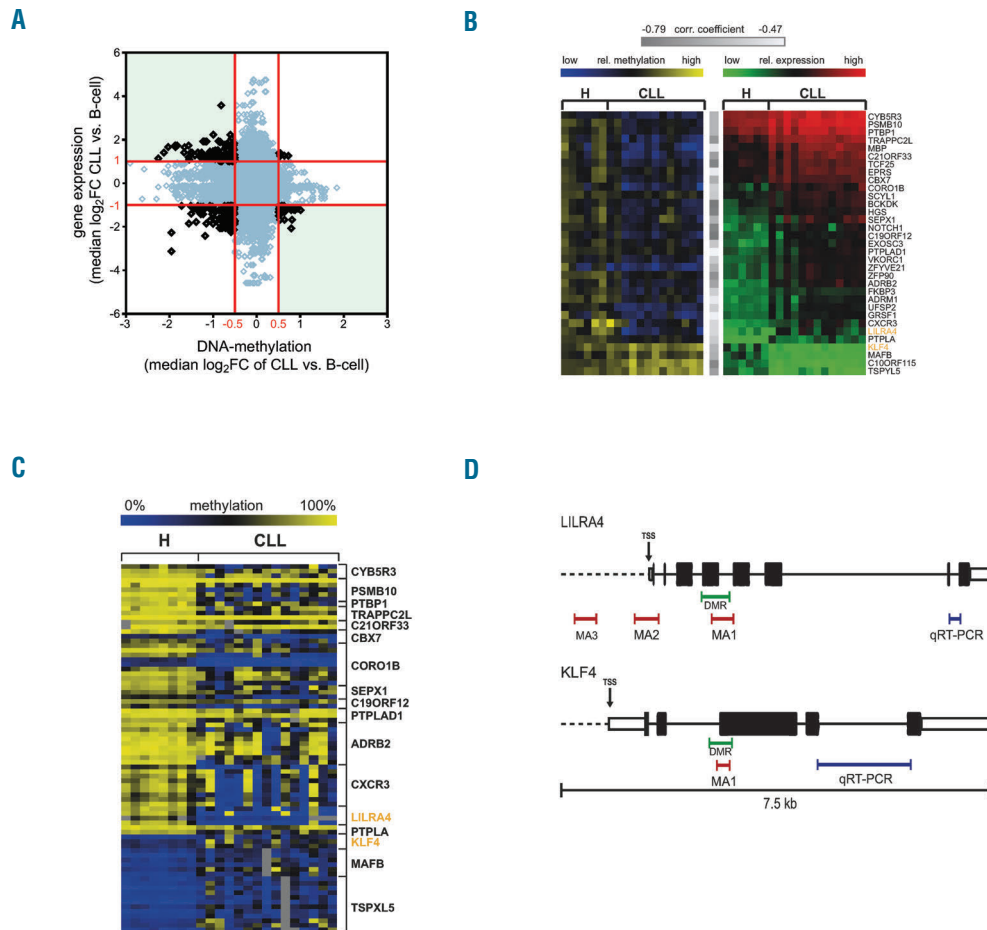 A
6
4
2
1
0
-1
-2
-4
-6
gene expression
(median log2FC CLL vs. B-cell)
-3
-2
-1
-0.5
0
0.5
1
2
3
DNA-methylation
(median log2FC of CLL vs. B-cell)
B
-0.79 corr. coefficient -0.47
low rel. methylation high
low rel. expression high
H CLL
H CLL
CYB5R3
PSMB10
PTBP1
TRAPPC2L
MBP
C21ORF33
TCF25
EPRS
CBX7
CORO1B
SCYL1
BCKDK
HGS
SEPX1
NOTCH1
C19ORF12
EXOSC3
PTPLAD1
VKORC1
ZFYVE21
ZFP90
ADRB2
FKBP3
ADRM1
UFSP2
GRSF1
CXCR3
LILRA4
PTPLA
KLF4
MAFB
C10ORF115
TSPYL5
C
0% methylation 100%
H CLL
CYB5R3
PSMB10
PTBP1
TRAPPC2L
C21ORF33
CBX7
CORO1B
SEPX1
C19ORF12
PTPLAD1
ADRB2
CXCR3
LILRA4
PTPLA
KLF4
MAFB
TSPXL5
D
LILRA4
TSS
DMR
MA3 MA2 MA1 qRT-PCR
KLF4
TSS
DMR
MA1 qRT-PCR
7.5 kb